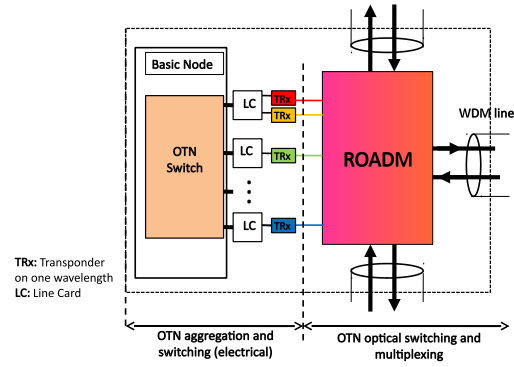 Basic Node
OTN
Switch
LC
TRx
TRx
LC
TRx
LC
TRx
ROADM
WDM line
TRx: Transponder
on one wavelength
LC: Line Card
OTN aggregation and
switching (electrical)
OTN optical switching and
multiplexing